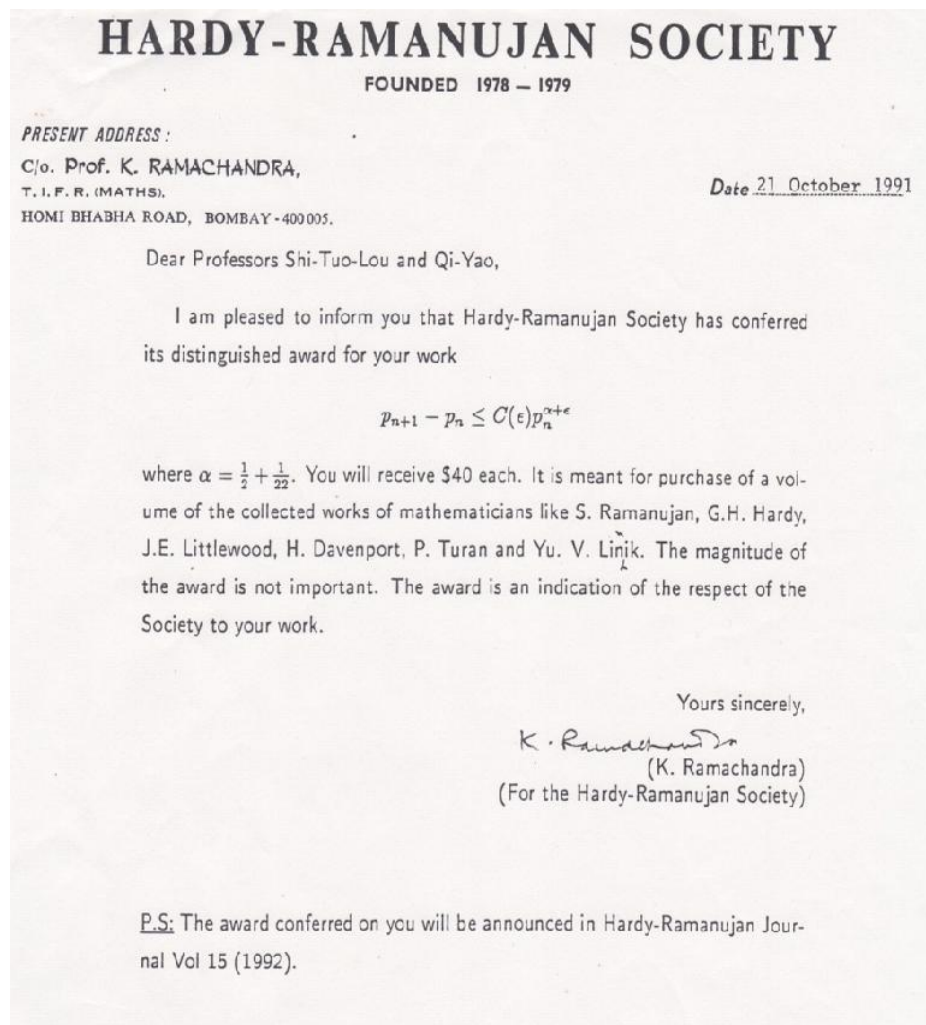 HARDY-RAMANUJAN SOCIETY
FOUNDED 1978 – 1979
PRESENT ADDRESS :
C/o. Prof. K. RAMACHANDRA,
T. I. F. R. (MATHS),
HOMI BHABHA ROAD, BOMBAY-400 005.
Date 21 October 1991
Dear Professors Shi-Tuo-Lou and Qi-Yao,
I am pleased to inform you that Hardy-Ramanujan Society has conferred
its distinguished award for your work
pₙ₊₁ − pₙ ≤ C(ε)pₙ^{α+ε}
where α = 1/2 + 1/22. You will receive $40 each. It is meant for purchase of a vol-
ume of the collected works of mathematicians like S. Ramanujan, G.H. Hardy,
J.E. Littlewood, H. Davenport, P. Turan and Yu. V. Linik. The magnitude of
the award is not important. The award is an indication of the respect of the
Society to your work.
Yours sincerely,
K. Ramachandra
(K. Ramachandra)
(For the Hardy-Ramanujan Society)
P.S: The award conferred on you will be announced in Hardy-Ramanujan Jour-
nal Vol 15 (1992).